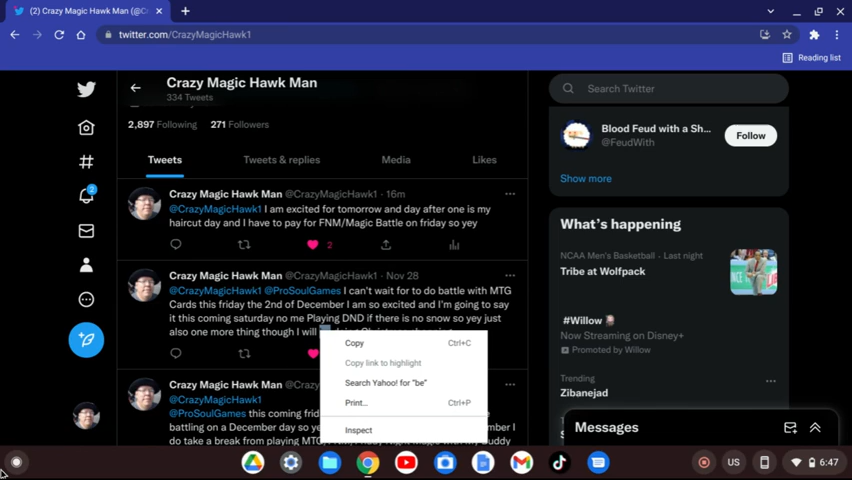 (2) Crazy Magic Hawk Man (@C
twitter.com/CrazyMagicHawk1
Reading list
Crazy Magic Hawk Man
334 Tweets
2,897 Following 271 Followers
Tweets Tweets & replies Media Likes
Crazy Magic Hawk Man @CrazyMagicHawk1 · 16m
@CrazyMagicHawk1 I am excited for tomorrow and day after one is my
haircut day and I have to pay for FNM/Magic Battle on friday so yey
2
Crazy Magic Hawk Man @CrazyMagicHawk1 · Nov 28
@CrazyMagicHawk1 @ProSoulGames I can't wait for to do battle with MTG
Cards this friday the 2nd of December I am so excited and I'm going to say
it this coming saturday no me Playing DND if there is no snow so yey just
also one more thing though I will
Copy Ctrl+C
Copy link to highlight
Search Yahoo! for "be"
Print... Ctrl+P
Inspect
Crazy Magic Hawk Man @Cra
@CrazyMagicHawk1
@ProSoulGames this coming frid
battling on a December day so ye
do take a break from playing MTG
Search Twitter
Blood Feud with a Sh...
@FeudWith
Follow
Show more
What's happening
NCAA Men's Basketball · Last night
Tribe at Wolfpack
#Willow
Now Streaming on Disney+
Promoted by Willow
Trending
Zibanejad
Messages
2
US
6:47